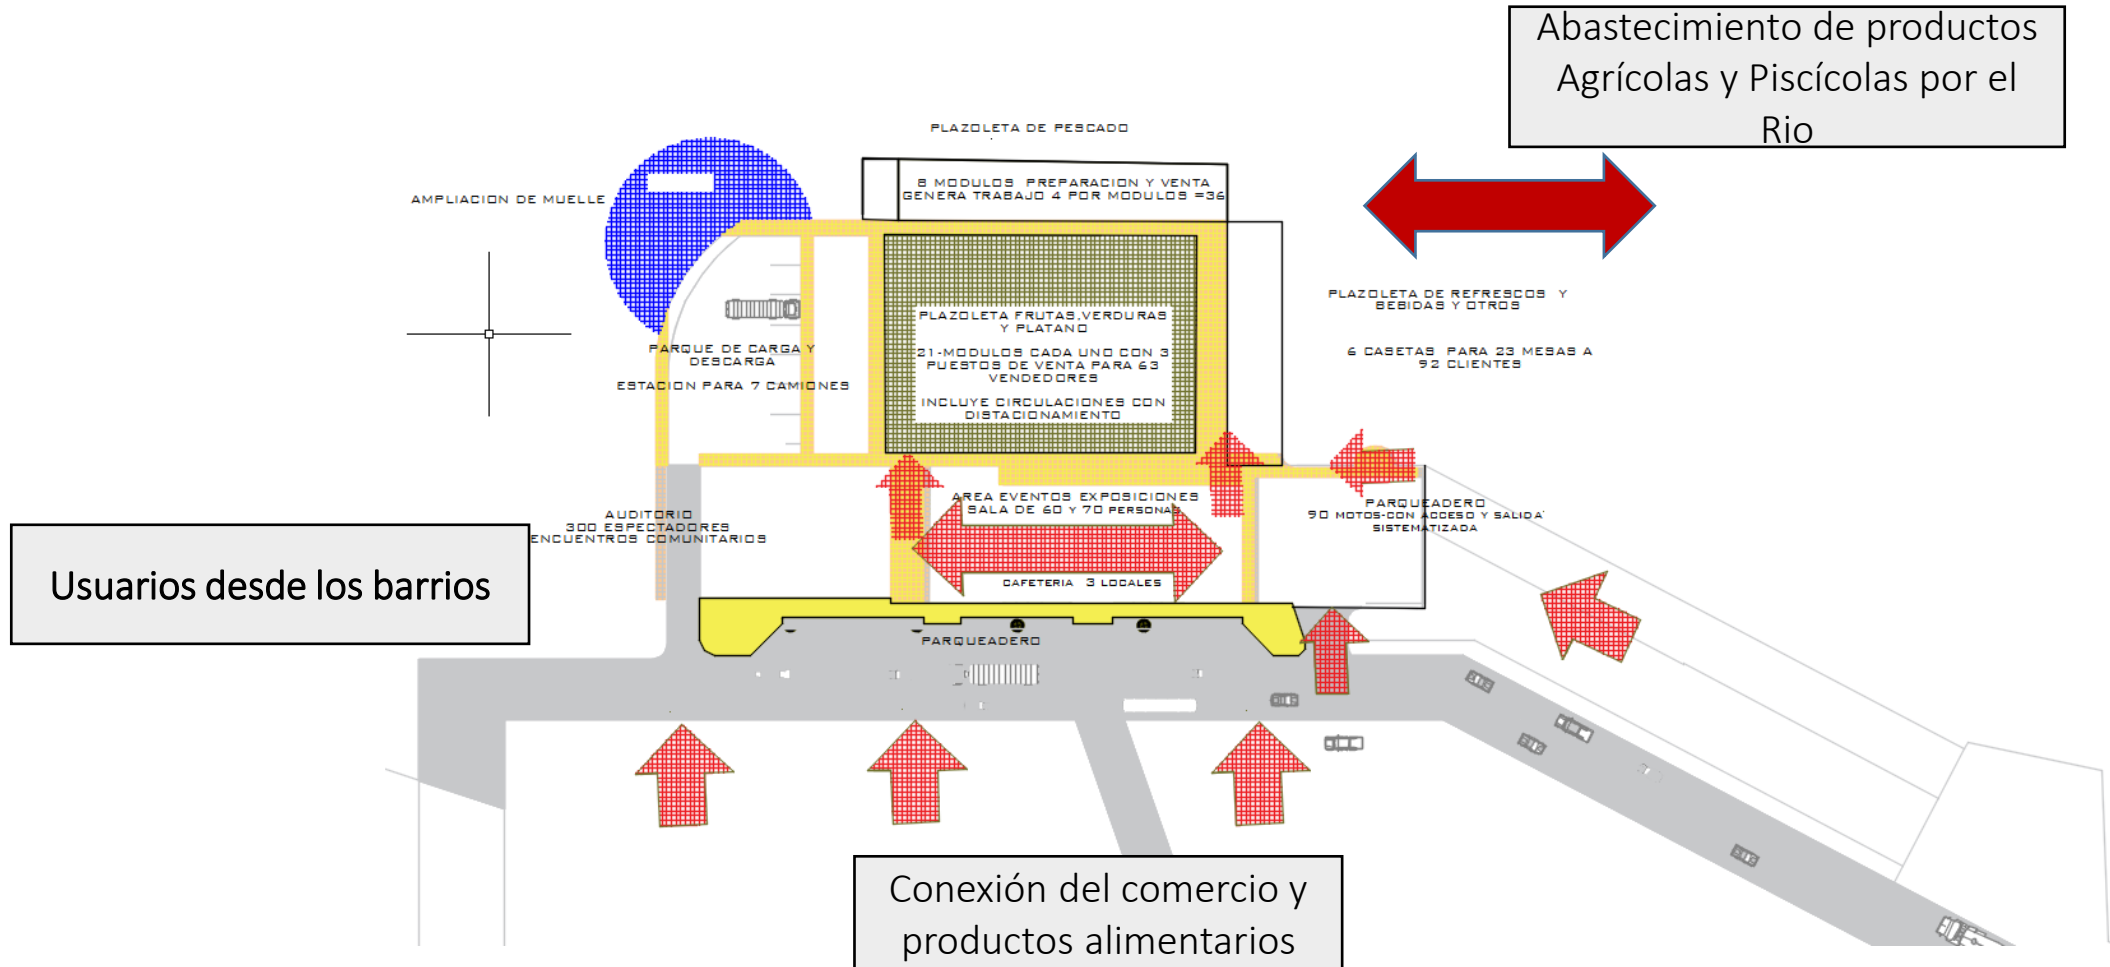 Abastecimiento de productos
Agrícolas y Piscícolas por el
Rio
PLAZOLETA DE PESCADO
8 MODULOS PREPARACION Y VENTA
GENERA TRABAJO 4 POR MODULOS =36
AMPLIACION DE MUELLE
PLAZOLETA DE REFRESCOS Y
BEBIDAS Y OTROS
6 CASETAS PARA 23 MESAS A
92 CLIENTES
PLAZOLETA FRUTAS,VERDURAS
Y PLATANO
21-MODULOS CADA UNO CON 3
PUESTOS DE VENTA PARA 63
VENDEDORES
INCLUYE CIRCULACIONES CON
DISTACIONAMIENTO
PARQUE DE CARGA Y
DESCARGA
ESTACION PARA 7 CAMIONES
AREA EVENTOS EXPOSICIONES
SALA DE 60 Y 70 PERSONAS
PARQUEADERO
90 MOTOS-CON ACCESO Y SALIDA
SISTEMATIZADA
AUDITORIO
300 ESPECTADORES
ENCUENTROS COMUNITARIOS
Usuarios desde los barrios
CAFETERIA 3 LOCALES
PARQUEADERO
Conexión del comercio y
productos alimentarios